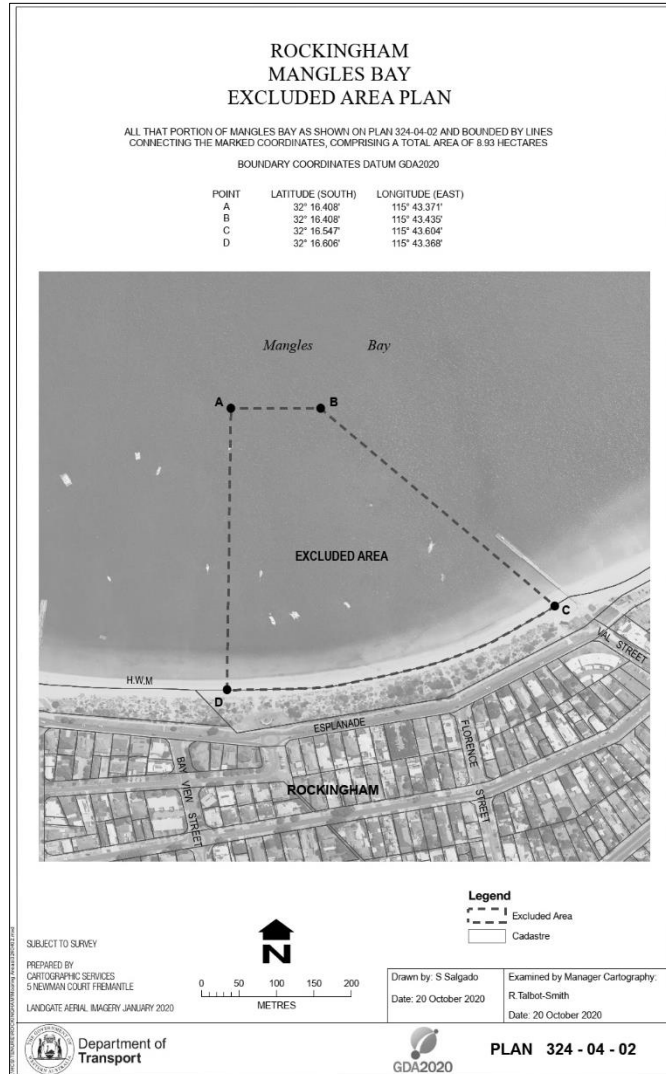 ROCKINGHAM
MANGLES BAY
EXCLUDED AREA PLAN
ALL THAT PORTION OF MANGLES BAY AS SHOWN ON PLAN 324-04-02 AND BOUNDED BY LINES
CONNECTING THE MARKED COORDINATES, COMPRISING A TOTAL AREA OF 8.93 HECTARES
BOUNDARY COORDINATES DATUM GDA2020
POINT LATITUDE (SOUTH) LONGITUDE (EAST)
A 32° 16.408' 115° 43.371'
B 32° 16.408' 115° 43.435'
C 32° 16.547' 115° 43.604'
D 32° 16.606' 115° 43.368'
Mangles Bay
A
B
EXCLUDED AREA
C
VAL STREET
H.W.M
D
ESPLANADE
FLORENCE
STREET
BAY VIEW
STREET
ROCKINGHAM
Legend
Excluded Area
Cadastre
N
0 50 100 150 200
METRES
SUBJECT TO SURVEY
PREPARED BY
CARTOGRAPHIC SERVICES
5 NEWMAN COURT FREMANTLE
LANDGATE AERIAL IMAGERY JANUARY 2020
Drawn by: S Salgado
Date: 20 October 2020
Examined by Manager Cartography:
R.Talbot-Smith
Date: 20 October 2020
Department of
Transport
GDA2020
PLAN 324 - 04 - 02